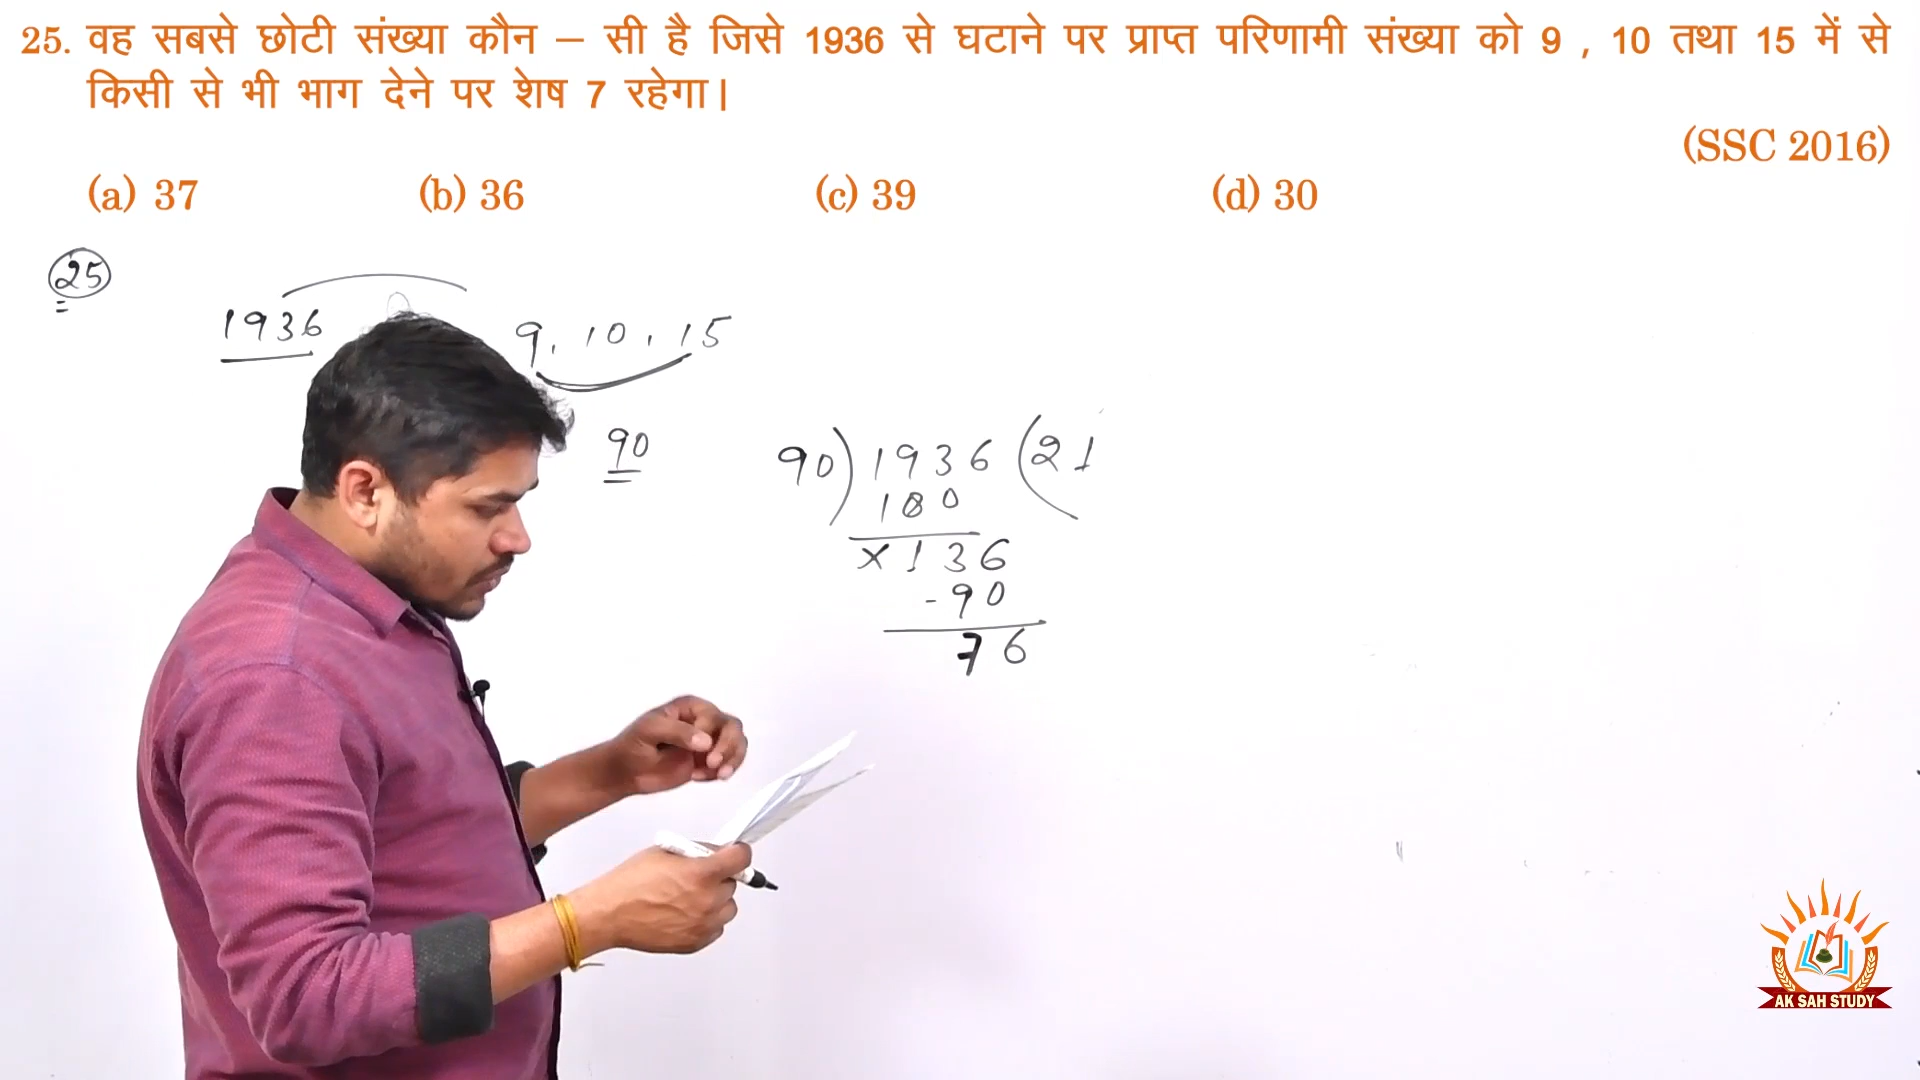 25. वह सबसे छोटी संख्या कौन – सी है जिसे 1936 से घटाने पर प्राप्त परिणामी संख्या को 9 , 10 तथा 15 में से
किसी से भी भाग देने पर शेष 7 रहेगा।
(SSC 2016)
(a) 37 (b) 36 (c) 39 (d) 30
25
1936 9, 10, 15
90
90) 1936 (21
180
×136
-90
76
AK SAH STUDY